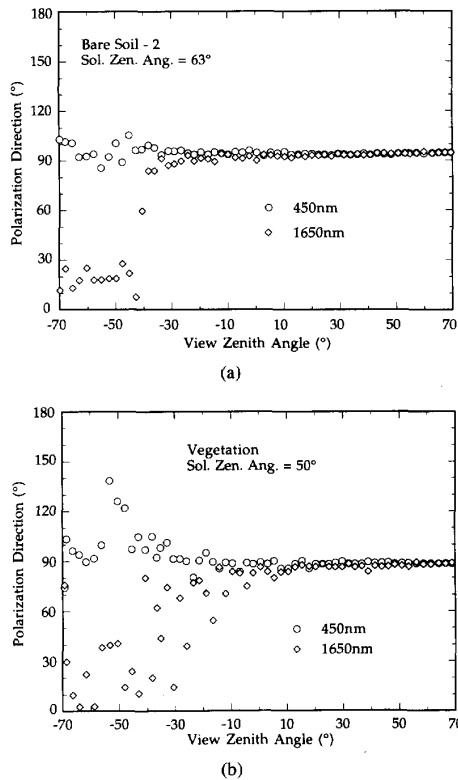 180
150
120
90
60
30
0
Polarization Direction (°)
Bare Soil - 2
Sol. Zen. Ang. = 63°
450nm
1650nm
-70 -50 -30 -10 10 30 50 70
View Zenith Angle (°)
(a)
180
150
120
90
60
30
0
Polarization Direction (°)
Vegetation
Sol. Zen. Ang. = 50°
450nm
1650nm
-70 -50 -30 -10 10 30 50 70
View Zenith Angle (°)
(b)